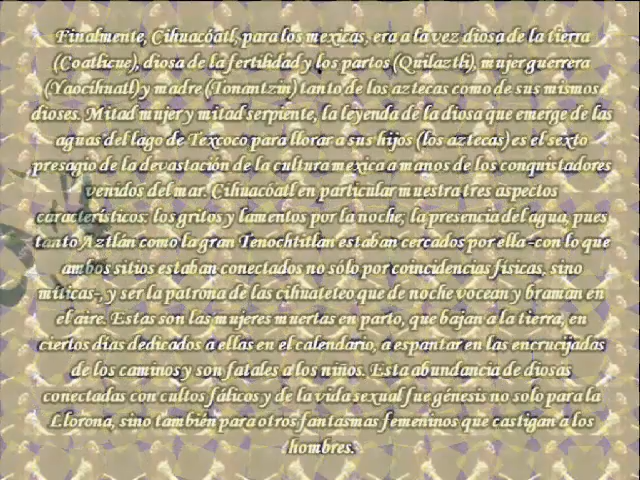 Finalmente, Cihuacóatl, para los mexicas, era a la vez diosa de la tierra
(Coatlicue), diosa de la fertilidad y los partos (Quilaztli), mujer guerrera
(Yaocihuatl) y madre (Tonantzin) tanto de los aztecas como de sus mismos
dioses. Mitad mujer y mitad serpiente, la leyenda de la diosa que emerge de las
aguas del lago de Texcoco para llorar a sus hijos (los aztecas) es el sexto
presagio de la devastación de la cultura mexica a manos de los conquistadores
venidos del mar. Cihuacóatl en particular muestra tres aspectos
característicos: los gritos y lamentos por la noche, la presencia del agua, pues
tanto Aztlán como la gran Tenochtitlan estaban cercados por ella -con lo que
ambos sitios estaban conectados no sólo por coincidencias físicas, sino
míticas-, y ser la patrona de las cihuateteo que de noche vocean y braman en
el aire. Estas son las mujeres muertas en parto, que bajan a la tierra, en
ciertos dias dedicados a ellas en el calendario, a espantar en las encrucijadas
de los caminos y son fatales a los niños. Esta abundancia de diosas
conectadas con cultos fálicos y de la vida sexual fue génesis no solo para la
Llorona, sino también para otros fantasmas femeninos que castigan a los
hombres.